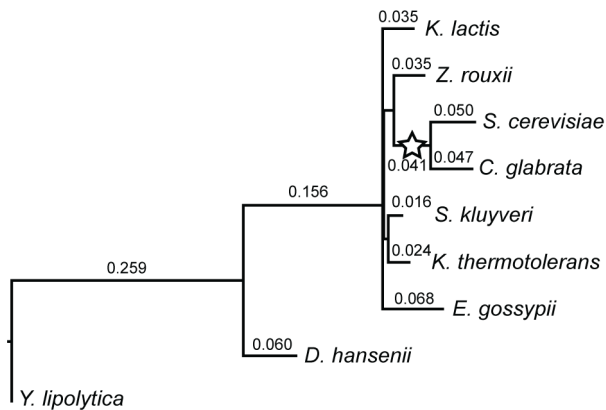 0.035
K. lactis
0.035
Z. rouxii
0.050
S. cerevisiae
0.041
0.047
C. glabrata
0.156
0.016
S. kluyveri
0.024
K. thermotolerans
0.259
0.068
E. gossypii
0.060
D. hansenii
Y. lipolytica